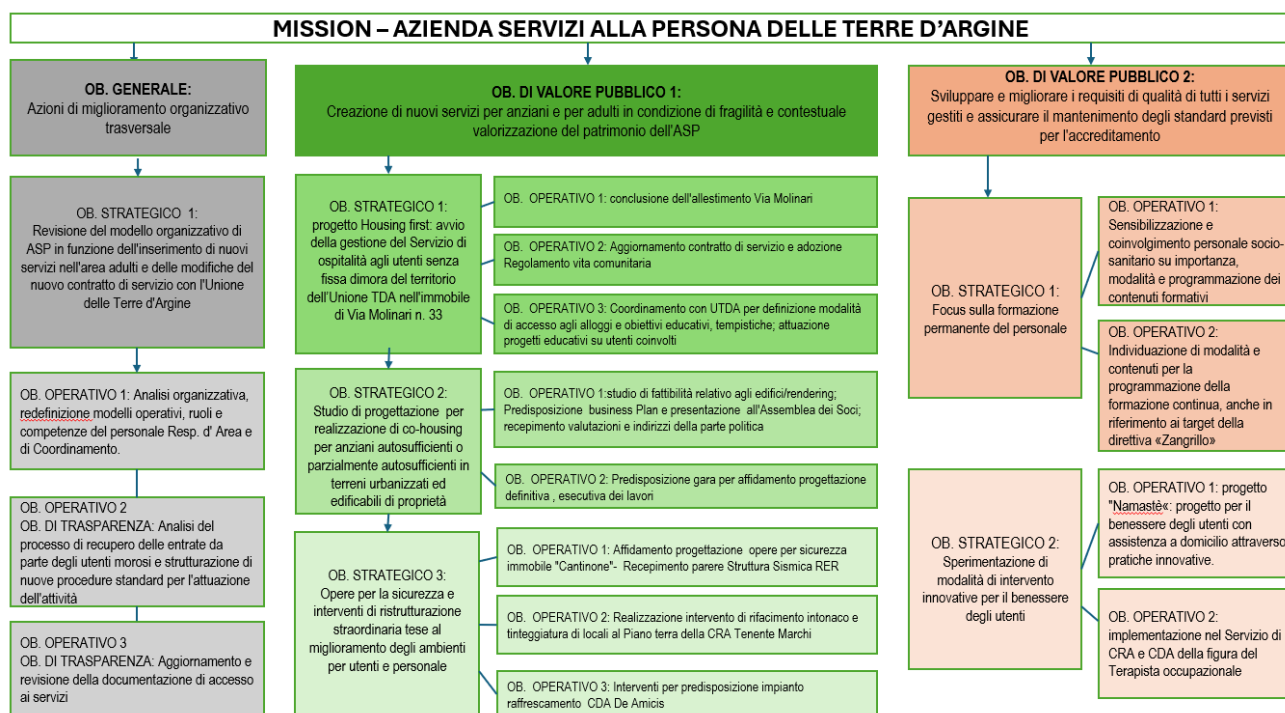 MISSION – AZIENDA SERVIZI ALLA PERSONA DELLE TERRE D'ARGINE
OB. GENERALE:
Azioni di miglioramento organizzativo
trasversale
OB. STRATEGICO 1:
Revisione del modello organizzativo di
ASP in funzione dell'inserimento di nuovi
servizi nell'area adulti e delle modifiche del
nuovo contratto di servizio con l'Unione
delle Terre d'Argine
OB. OPERATIVO 1: Analisi organizzativa,
redefinizione modelli operativi, ruoli e
competenze del personale Resp. d' Area e
di Coordinamento.
OB. OPERATIVO 2
OB. DI TRASPARENZA: Analisi del
processo di recupero delle entrate da
parte degli utenti morosi e strutturazione di
nuove procedure standard per l'attuazione
dell'attività
OB. OPERATIVO 3
OB. DI TRASPARENZA: Aggiornamento e
revisione della documentazione di accesso
ai servizi
OB. DI VALORE PUBBLICO 1:
Creazione di nuovi servizi per anziani e per adulti in condizione di fragilità e contestuale
valorizzazione del patrimonio dell'ASP
OB. STRATEGICO 1:
progetto Housing first: avvio
della gestione del Servizio di
ospitalità agli utenti senza
fissa dimora del territorio
dell'Unione TDA nell'immobile
di Via Molinari n. 33
OB. OPERATIVO 1: conclusione dell'allestimento Via Molinari
OB. OPERATIVO 2: Aggiornamento contratto di servizio e adozione
Regolamento vita comunitaria
OB. OPERATIVO 3: Coordinamento con UTDA per definizione modalità
di accesso agli alloggi e obiettivi educativi, tempistiche; attuazione
progetti educativi su utenti coinvolti
OB. STRATEGICO 2:
Studio di progettazione per
realizzazione di co-housing
per anziani autosufficienti o
parzialmente autosufficienti in
terreni urbanizzati ed
edificabili di proprietà
OB. OPERATIVO 1:studio di fattibilità relativo agli edifici/rendering;
Predisposizione business Plan e presentazione all'Assemblea dei Soci;
recepimento valutazioni e indirizzi della parte politica
OB. OPERATIVO 2: Predisposizione gara per affidamento progettazione
definitiva , esecutiva dei lavori
OB. STRATEGICO 3:
Opere per la sicurezza e
interventi di ristrutturazione
straordinaria tese al
miglioramento degli ambienti
per utenti e personale
OB. OPERATIVO 1: Affidamento progettazione opere per sicurezza
immobile "Cantinone"- Recepimento parere Struttura Sismica RER
OB. OPERATIVO 2: Realizzazione intervento di rifacimento intonaco e
tinteggiatura di locali al Piano terra della CRA Tenente Marchi
OB. OPERATIVO 3: Interventi per predisposizione impianto
raffrescamento CDA De Amicis
OB. DI VALORE PUBBLICO 2:
Sviluppare e migliorare i requisiti di qualità di tutti i servizi
gestiti e assicurare il mantenimento degli standard previsti
per l'accreditamento
OB. STRATEGICO 1:
Focus sulla formazione
permanente del personale
OB. OPERATIVO 1:
Sensibilizzazione e
coinvolgimento personale socio-
sanitario su importanza,
modalità e programmazione dei
contenuti formativi
OB. OPERATIVO 2:
Individuazione di modalità e
contenuti per la
programmazione della
formazione continua, anche in
riferimento ai target della
direttiva «Zangrillo»
OB. STRATEGICO 2:
Sperimentazione di
modalità di intervento
innovative per il benessere
degli utenti
OB. OPERATIVO 1: progetto
"Namastè«: progetto per il
benessere degli utenti con
assistenza a domicilio attraverso
pratiche innovative.
OB. OPERATIVO 2:
implementazione nel Servizio di
CRA e CDA della figura del
Terapista occupazionale